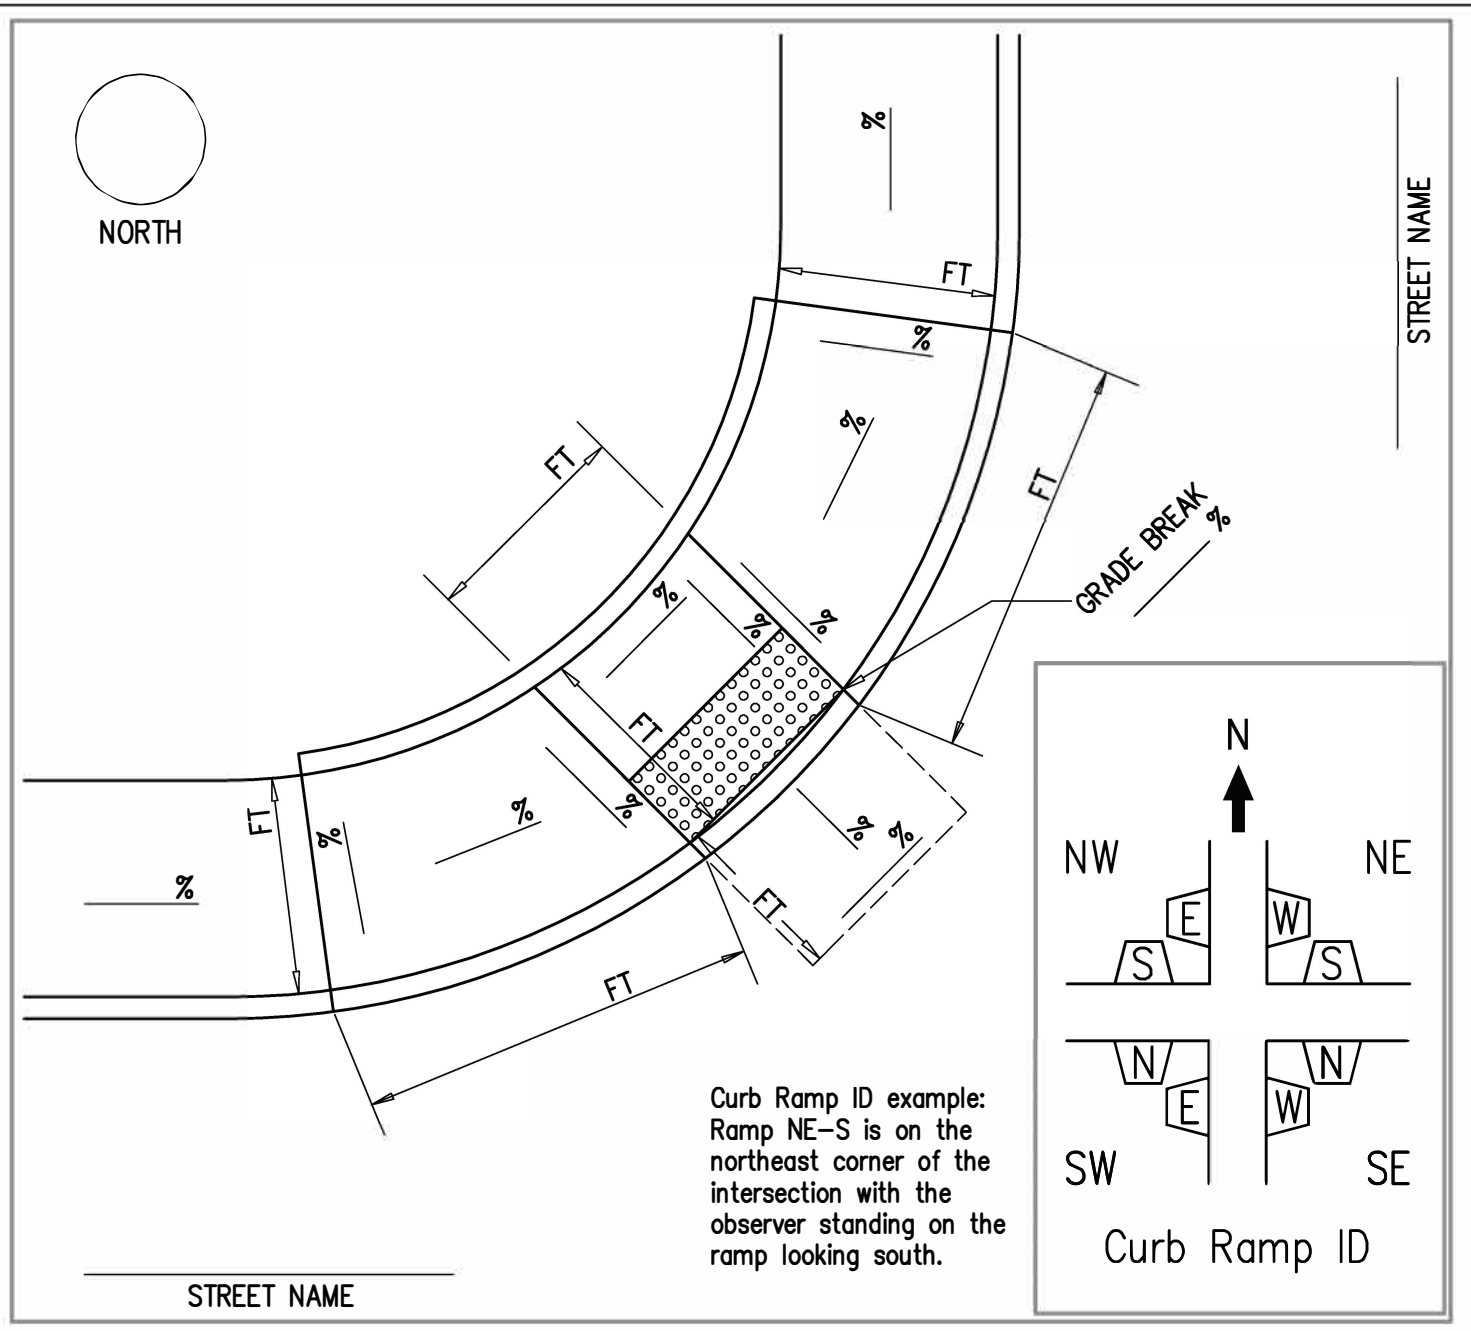 %
NORTH
STREET NAME
FT
%
%
FT
FT
GRADE BREAK
%
%
%
%
FT
%
%
FT
%
%
%
%
FT
FT
FT
N
NW
NE
E
W
S
S
N
N
E
W
SW
SE
Curb Ramp ID
Curb Ramp ID example:
Ramp NE-S is on the
northeast corner of the
intersection with the
observer standing on the
ramp looking south.
STREET NAME